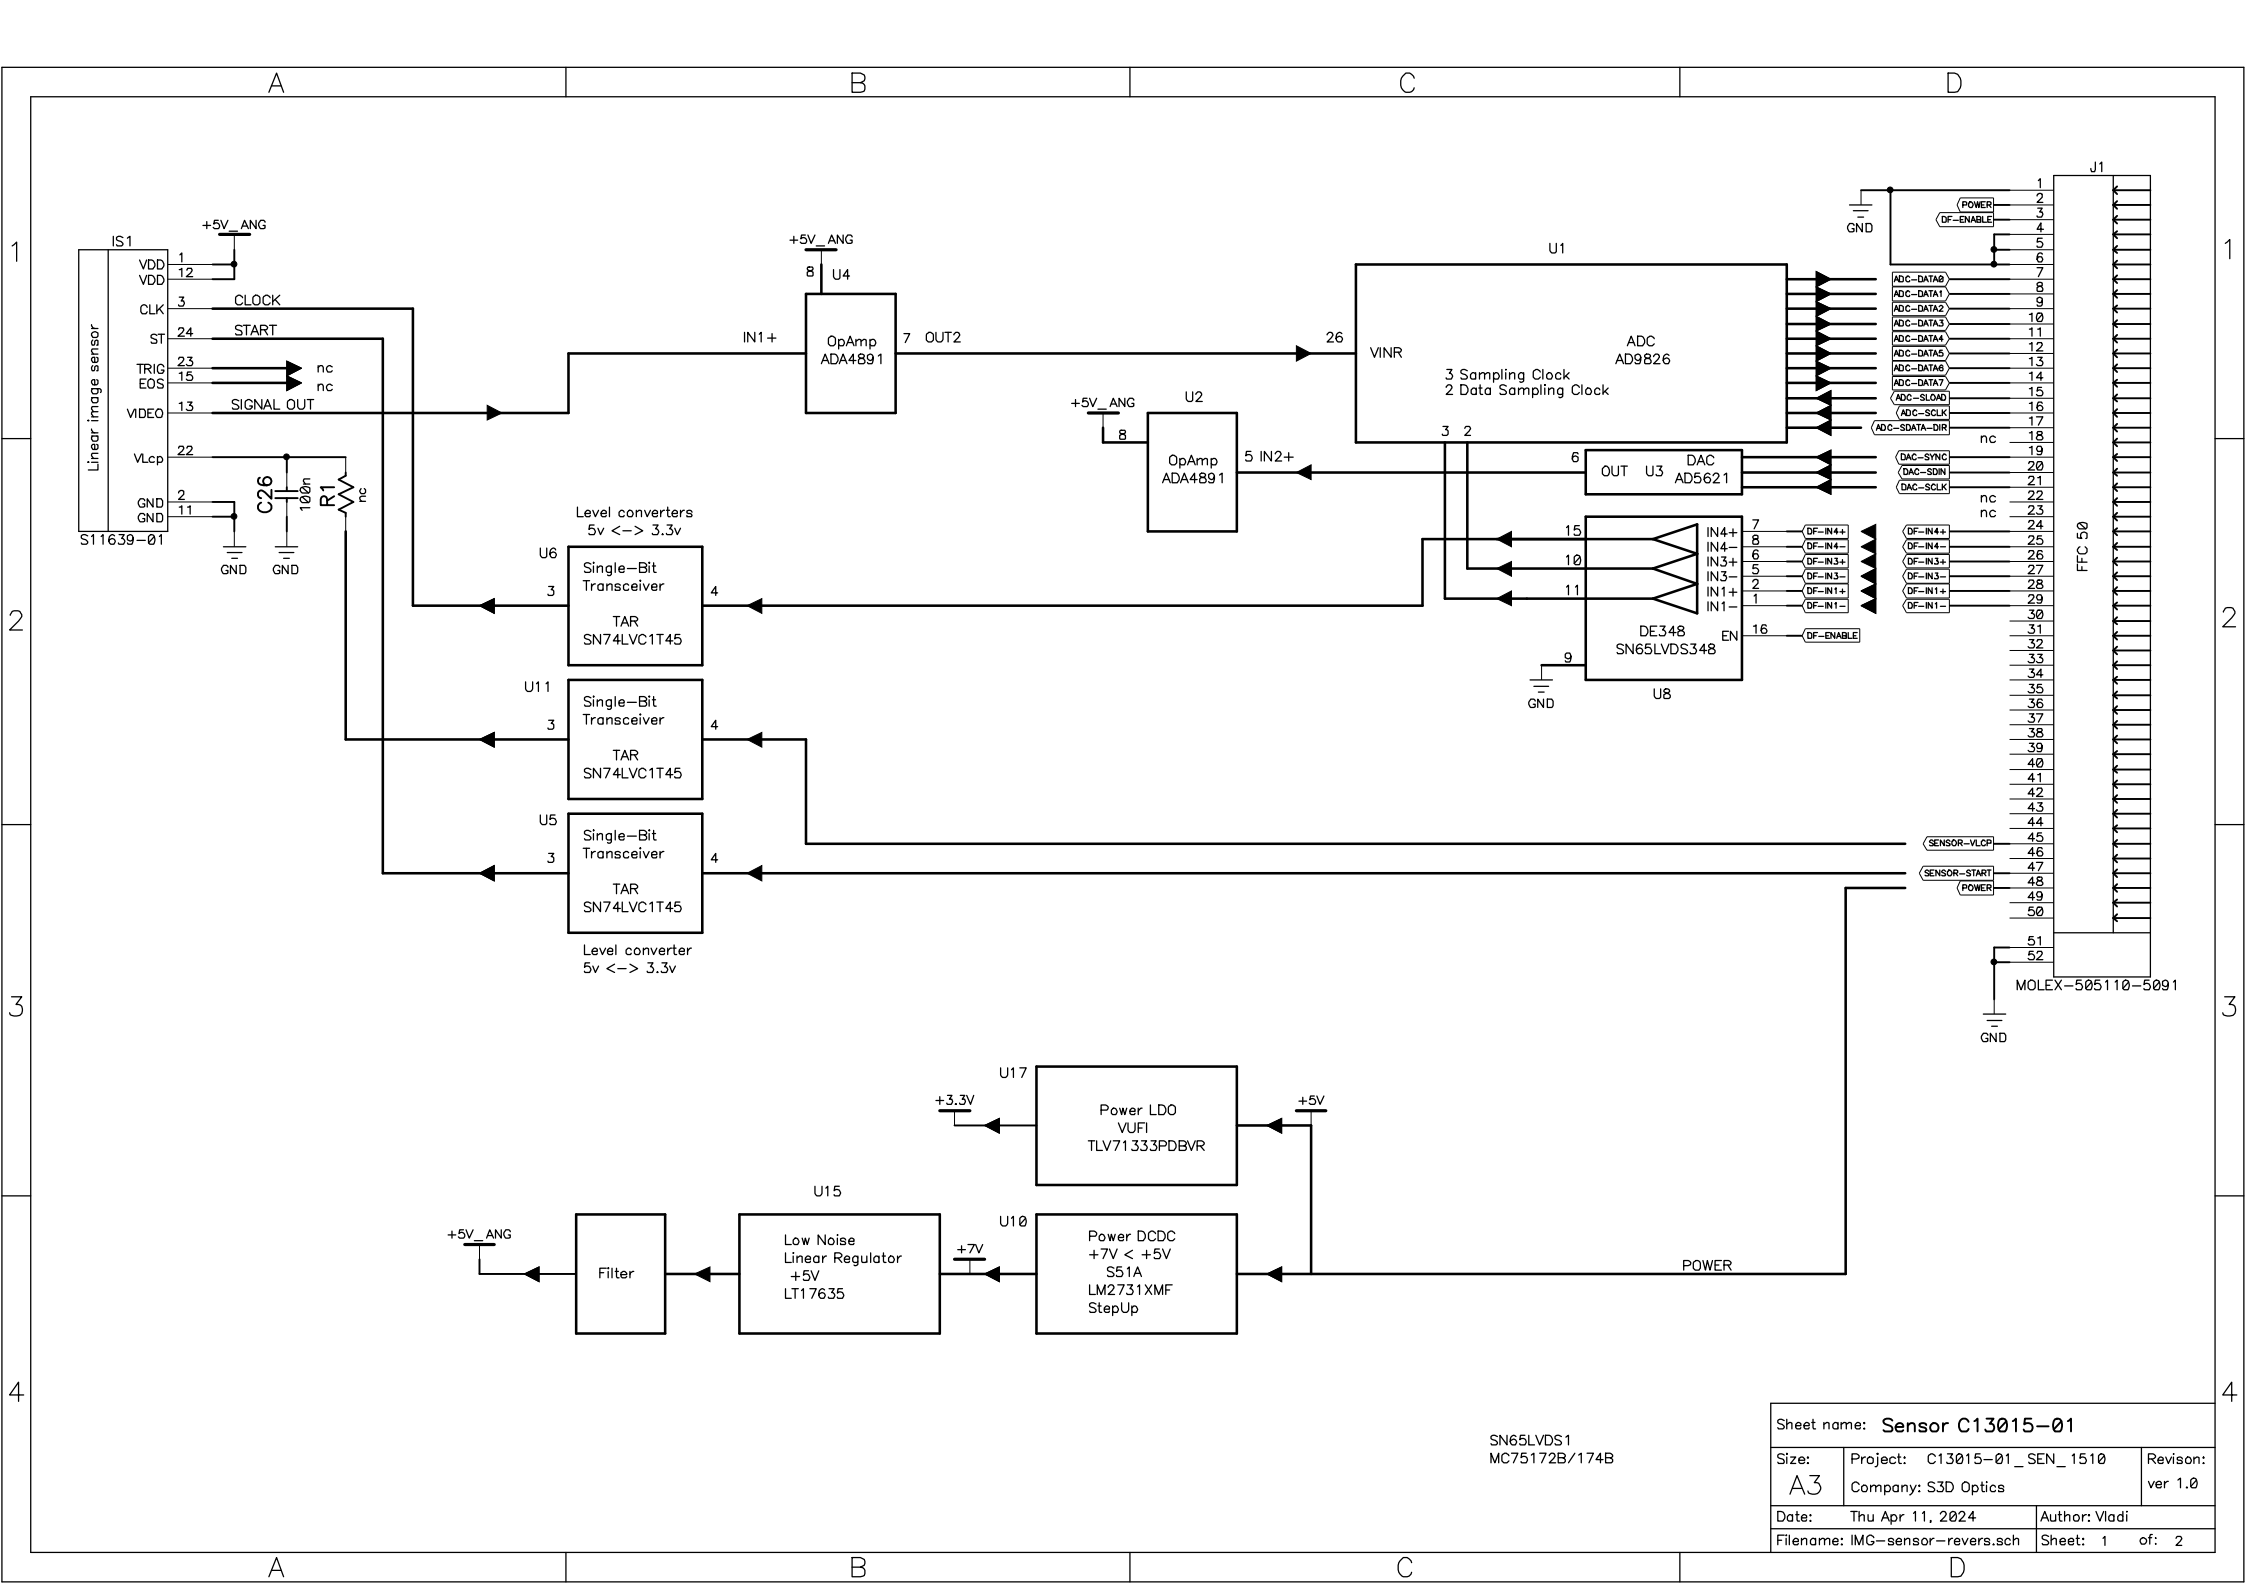 A B C D
1
2
3
4
1
2
3
4
A B C D
IS1
Linear image sensor
S11639-01
+5V_ANG
VDD 1
VDD 12
CLK 3 CLOCK
ST 24 START
TRIG 23 nc
EOS 15 nc
VIDEO 13 SIGNAL OUT
VLcp 22
GND 2
GND 11
GND
GND
C26
100n
R1
nc
+5V_ANG
8 U4
IN1+
OpAmp
ADA4891
7 OUT2
U1
26 VINR
ADC
AD9826
3 Sampling Clock
2 Data Sampling Clock
3 2
U2
+5V_ANG
8
OpAmp
ADA4891
5 IN2+
6 OUT U3
DAC
AD5621
15
10
11
IN4+ 7 DF-IN4+
IN4- 8 DF-IN4-
IN3+ 6 DF-IN3+
IN3- 5 DF-IN3-
IN1+ 2 DF-IN1+
IN1- 1 DF-IN1-
DE348
SN65LVDS348
EN 16 DF-ENABLE
9
GND
U8
Level converters
5v <-> 3.3v
U6
Single-Bit
Transceiver
TAR
SN74LVC1T45
3 4
U11
Single-Bit
Transceiver
TAR
SN74LVC1T45
3 4
U5
Single-Bit
Transceiver
TAR
SN74LVC1T45
3 4
Level converter
5v <-> 3.3v
J1
FFC 50
GND
1
POWER 2
DF-ENABLE 3
4
5
6
ADC-DATA0 7
ADC-DATA1 8
ADC-DATA2 9
ADC-DATA3 10
ADC-DATA4 11
ADC-DATA5 12
ADC-DATA6 13
ADC-DATA7 14
ADC-SLOAD 15
ADC-SCLK 16
ADC-SDATA-DIR 17
nc 18
DAC-SYNC 19
DAC-SDIN 20
DAC-SCLK 21
nc 22
nc 23
DF-IN4+ 24
DF-IN4- 25
DF-IN3+ 26
DF-IN3- 27
DF-IN1+ 28
DF-IN1- 29
30
31
32
33
34
35
36
37
38
39
40
41
42
43
44
SENSOR-VLCP 45
46
SENSOR-START 47
POWER 48
49
50
51
52
MOLEX-505110-5091
GND
U17
+3.3V
Power LDO
VUFI
TLV71333PDBVR
+5V
U15
+5V_ANG
Filter
Low Noise
Linear Regulator
+5V
LT17635
+7V
U10
Power DCDC
+7V < +5V
S51A
LM2731XMF
StepUp
POWER
SN65LVDS1
MC75172B/174B
Sheet name: Sensor C13015-01
Size: A3
Project: C13015-01_SEN_1510
Company: S3D Optics
Revison:
ver 1.0
Date: Thu Apr 11, 2024
Author: Vladi
Filename: IMG-sensor-revers.sch
Sheet: 1 of: 2